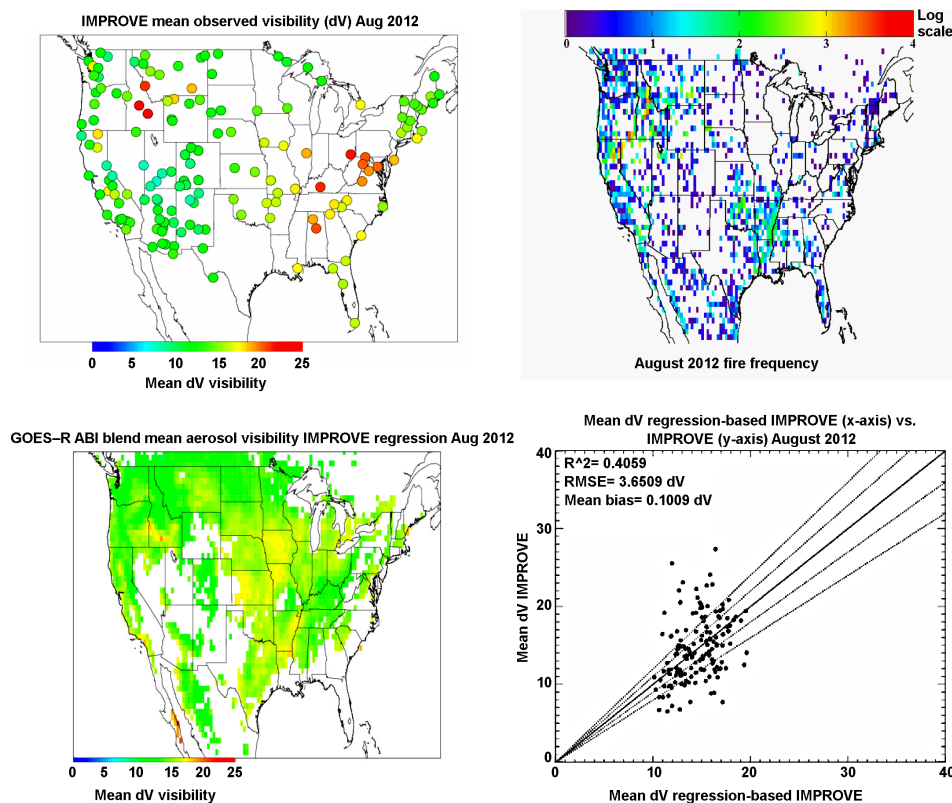 IMPROVE mean observed visibility (dV) Aug 2012
0 5 10 15 20 25
Mean dV visibility
Log
scale
0 1 2 3 4
August 2012 fire frequency
GOES–R ABI blend mean aerosol visibility IMPROVE regression Aug 2012
0 5 10 15 20 25
Mean dV visibility
Mean dV regression-based IMPROVE (x-axis) vs.
IMPROVE (y-axis) August 2012
R^2= 0.4059
RMSE= 3.6509 dV
Mean bias= 0.1009 dV
40
30
20
10
0
Mean dV IMPROVE
0 10 20 30 40
Mean dV regression-based IMPROVE